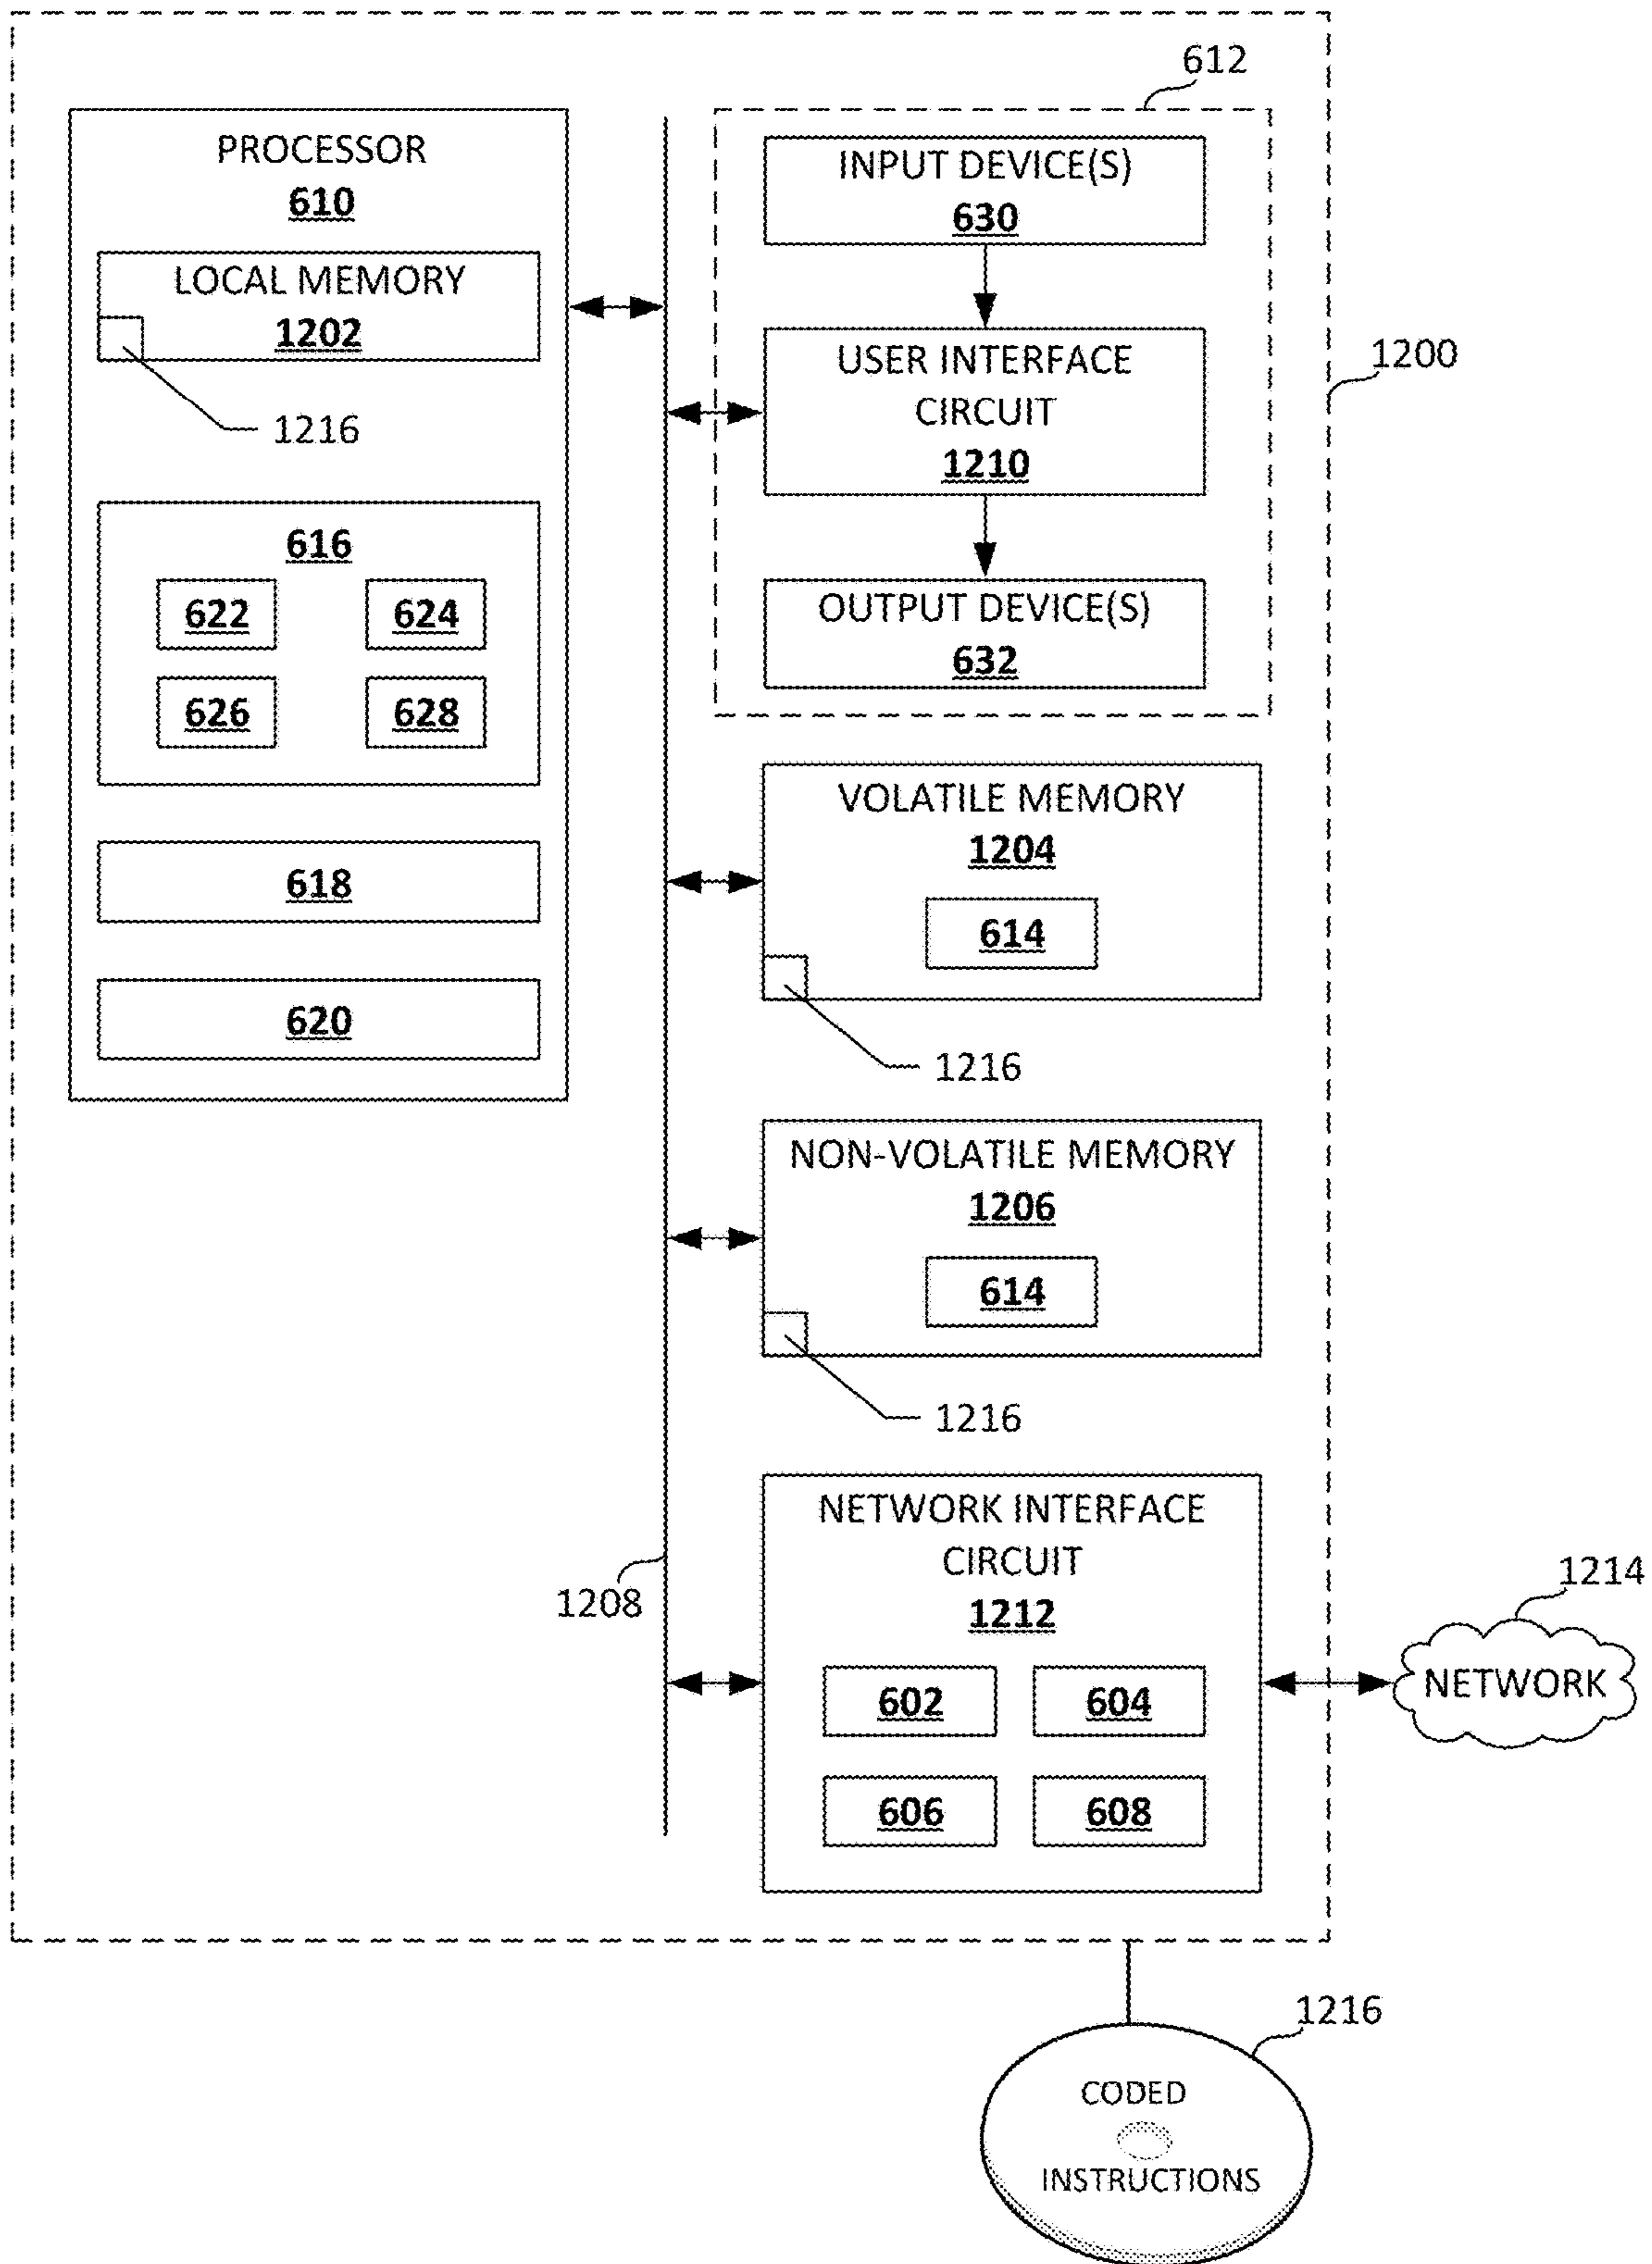 612
PROCESSOR
610
LOCAL MEMORY
1202
1216
616
622 624
626 628
618
620
INPUT DEVICE(S)
630
USER INTERFACE
CIRCUIT
1210
OUTPUT DEVICE(S)
632
1200
VOLATILE MEMORY
1204
614
1216
NON-VOLATILE MEMORY
1206
614
1216
NETWORK INTERFACE
CIRCUIT
1212
602 604
606 608
1208
1214
NETWORK
1216
CODED
INSTRUCTIONS